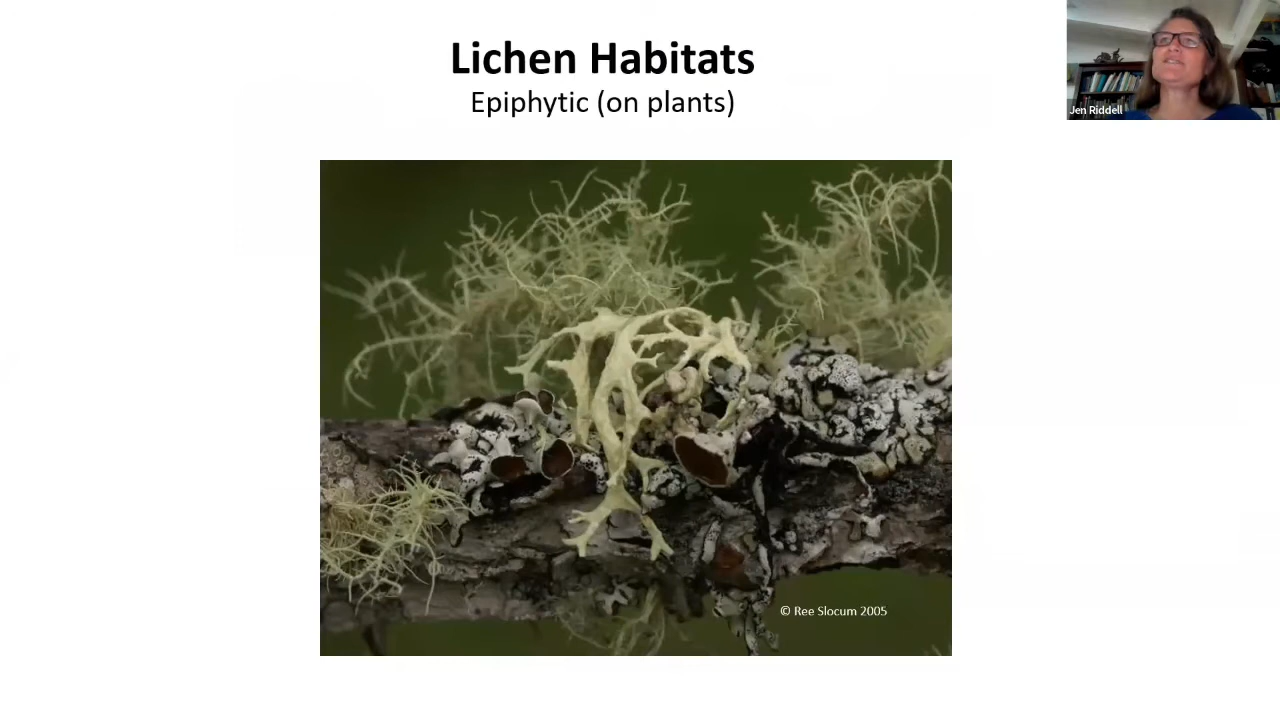 Lichen Habitats
Epiphytic (on plants)
Jen Riddell
© Ree Slocum 2005